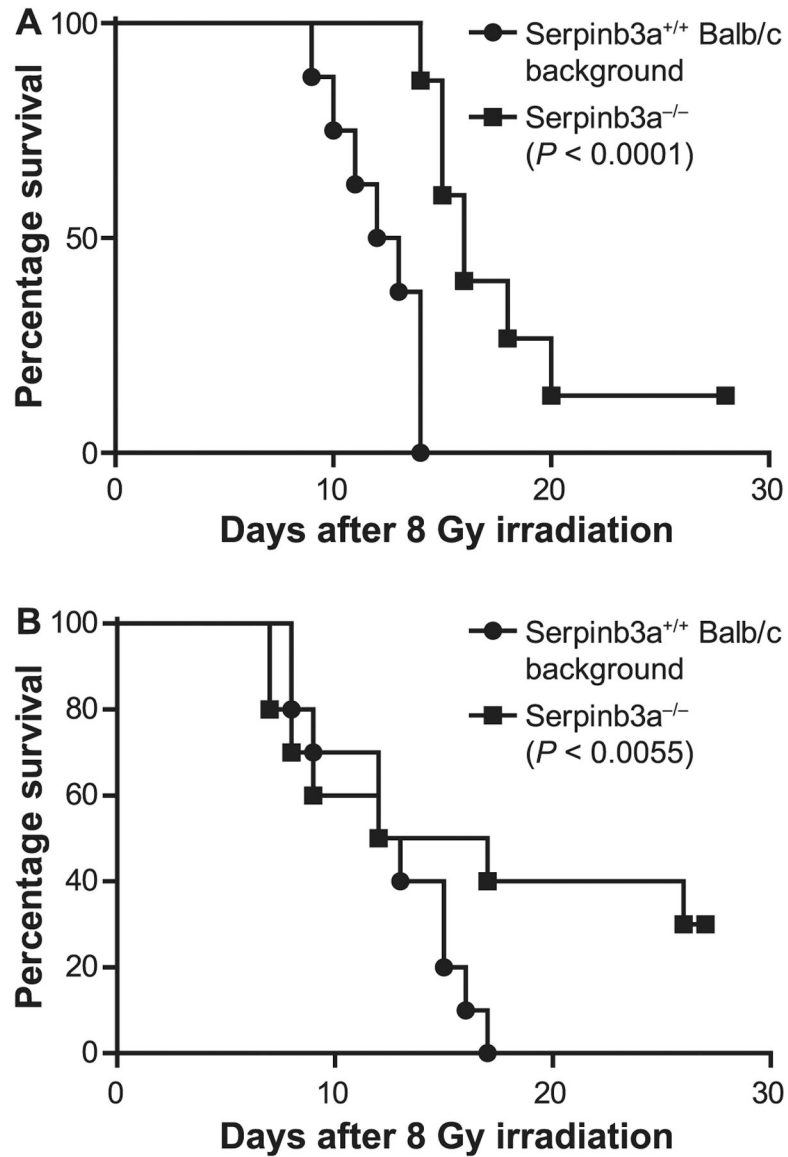 A
Percentage survival
100
50
0
0 10 20 30
Days after 8 Gy irradiation
Serpinb3a+/+ Balb/c
background
Serpinb3a–/–
(P < 0.0001)
B
Percentage survival
100
80
60
40
20
0
0 10 20 30
Days after 8 Gy irradiation
Serpinb3a+/+ Balb/c
background
Serpinb3a–/–
(P < 0.0055)